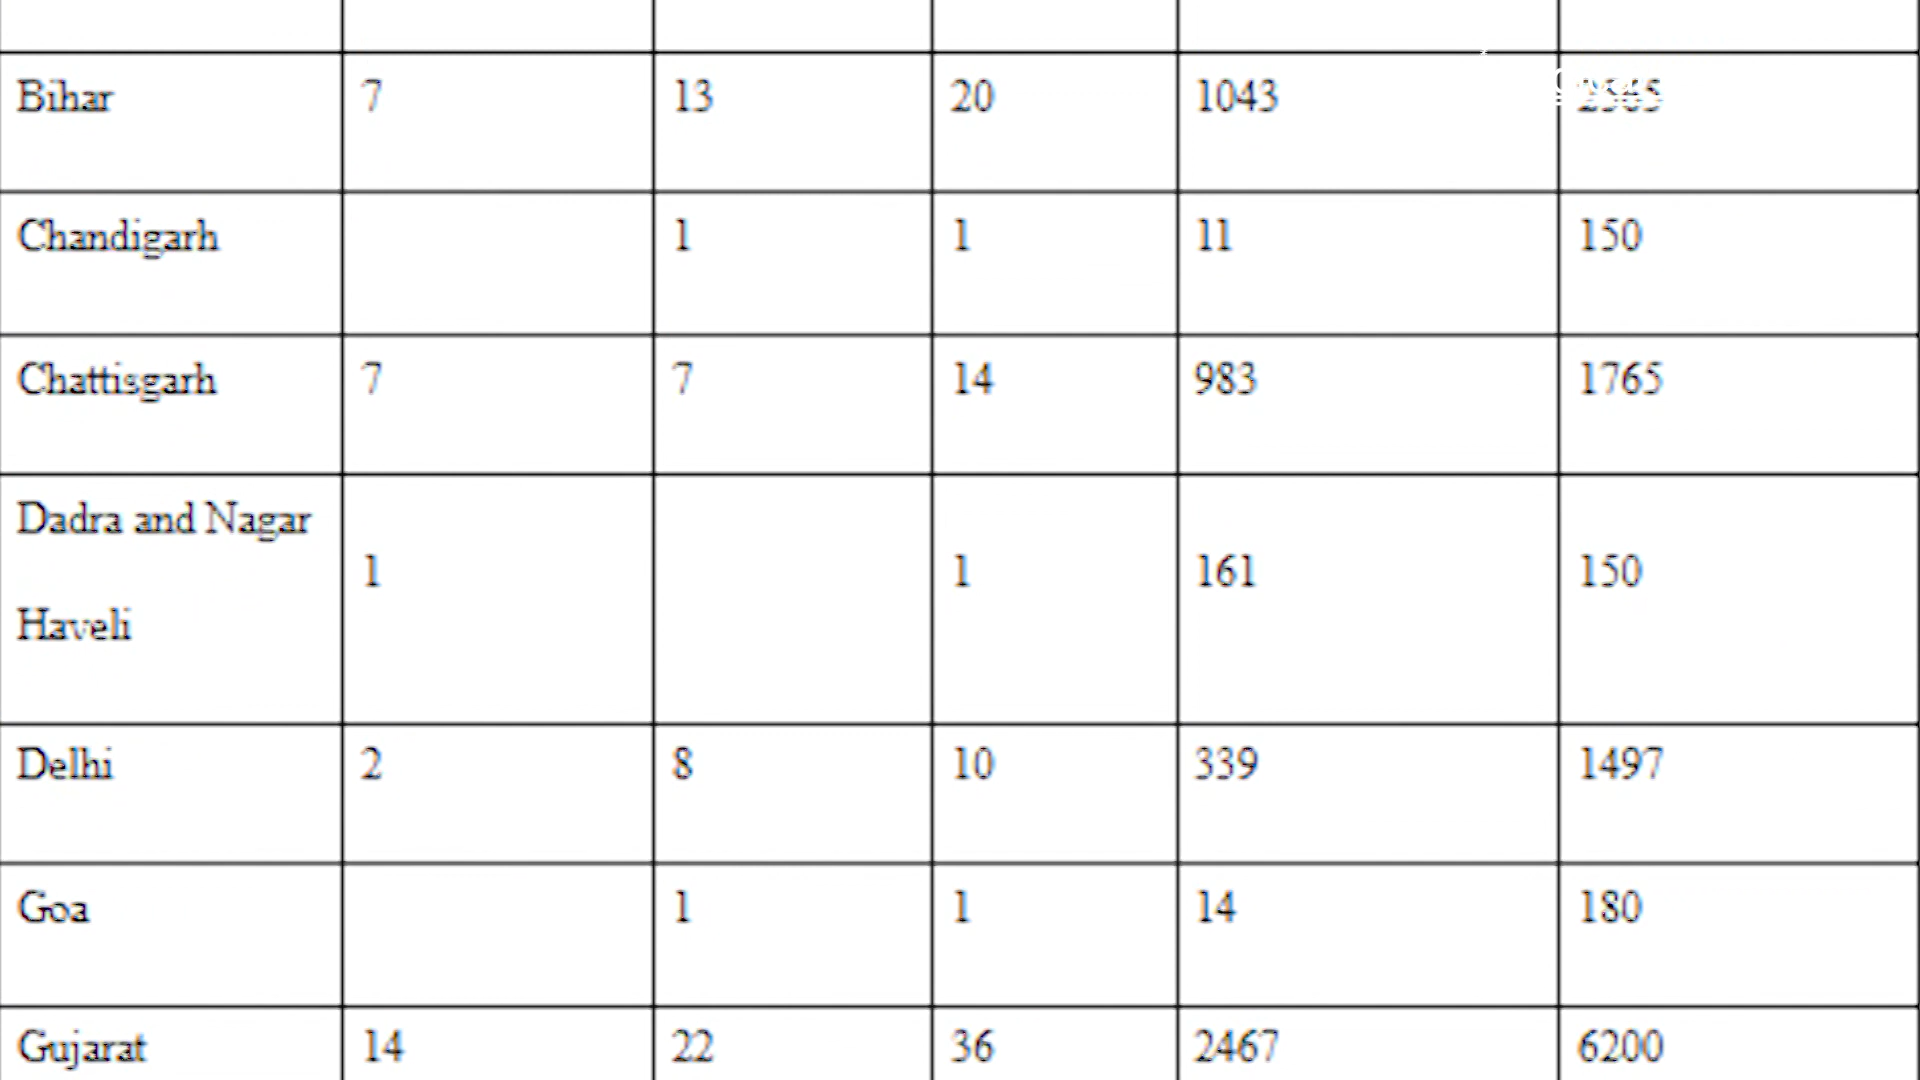 Bihar 7 13 20 1043
Chandigarh 1 1 11 150
Chattisgarh 7 7 14 983 1765
Dadra and Nagar
1 1 161 150
Haveli
Delhi 2 8 10 339 1497
Goa 1 1 14 180
Gujarat 14 22 36 2467 6200